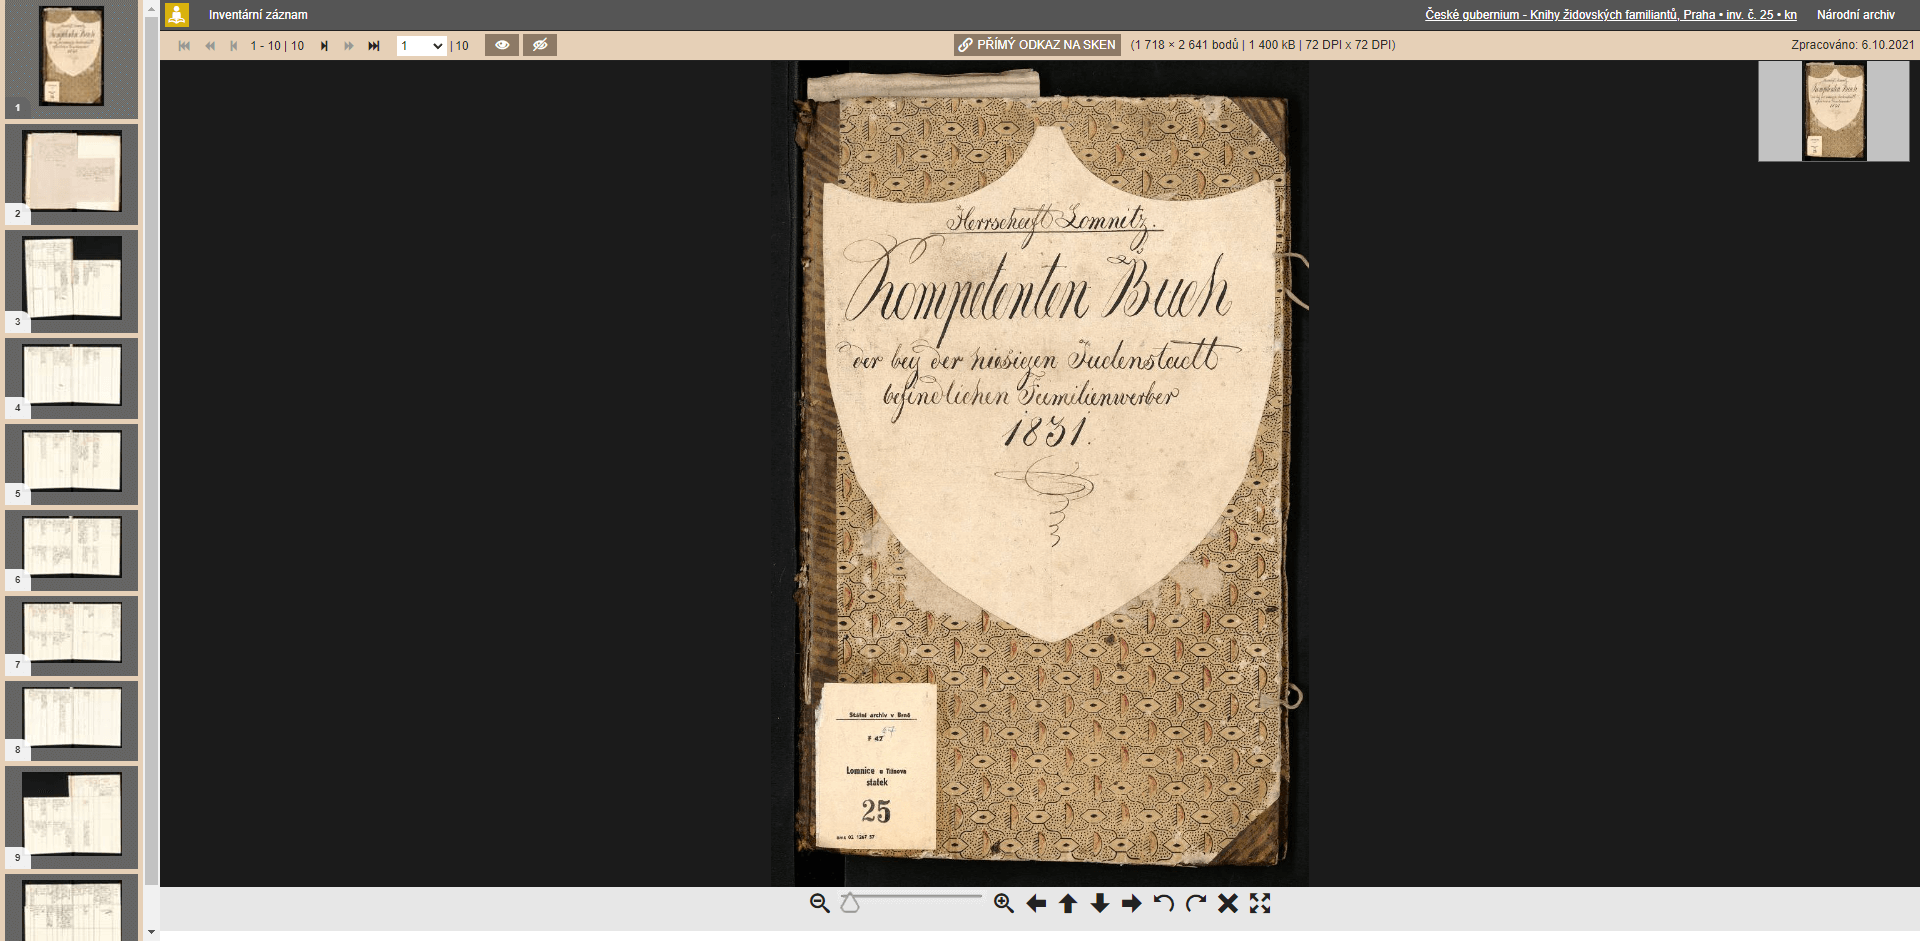 Inventární záznam
České gubernium - Knihy židovských familiantů, Praha • inv. č. 25 • kn
Národní archiv
1 - 10 | 10
1
| 10
PŘÍMÝ ODKAZ NA SKEN
(1 718 × 2 641 bodů | 1 400 kB | 72 DPI x 72 DPI)
Zpracováno: 6.10.2021
1
2
3
4
5
6
7
8
9
Herrschaft Lomnitz.
Kompetenten Buch
der bey der hiesigen Judenstadtt
befindlichen Familienwerber
1831.
Státní archiv v Brně
F 47
Lomnice u Tišnova
statek
25